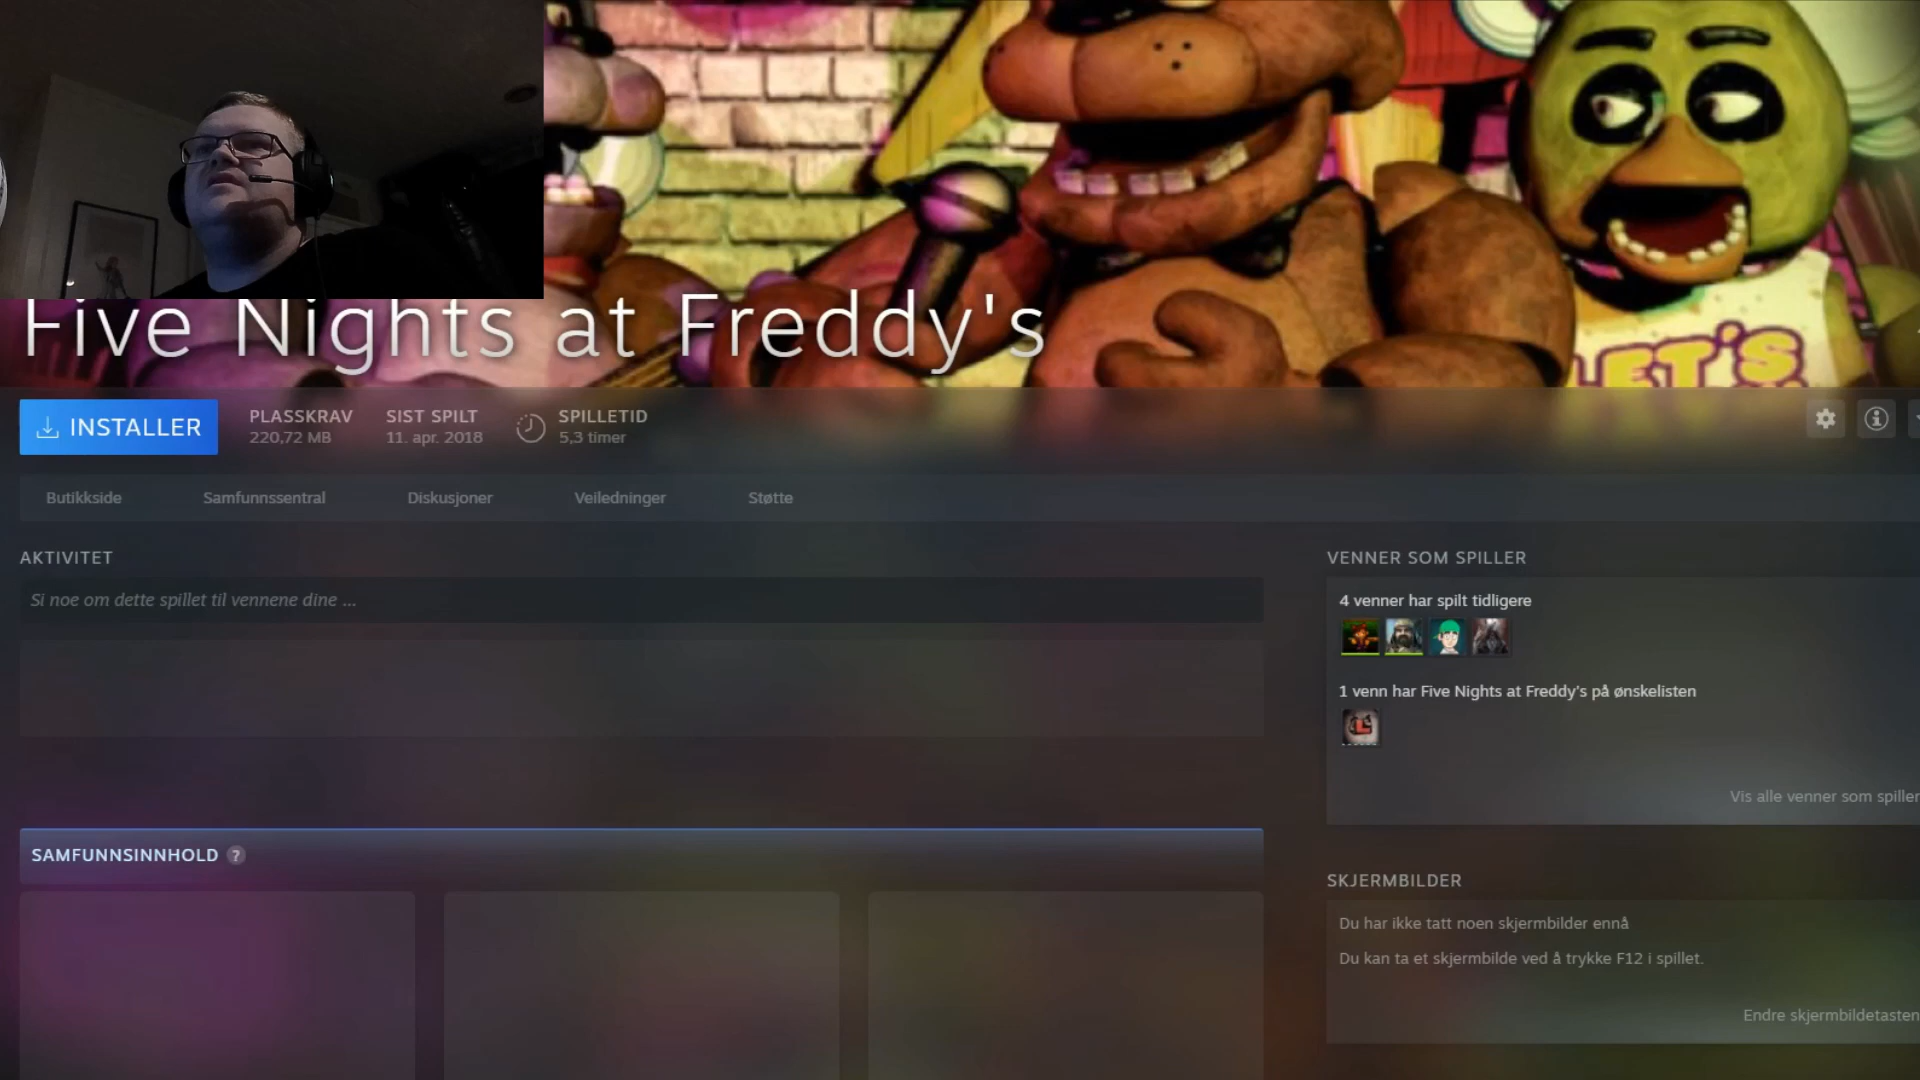 LET'S
Five Nights at Freddy's
INSTALLER
PLASSKRAV
220,72 MB
SIST SPILT
11. apr. 2018
SPILLETID
5,3 timer
Butikkside
Samfunnssentral
Diskusjoner
Veiledninger
Støtte
AKTIVITET
Si noe om dette spillet til vennene dine ...
VENNER SOM SPILLER
4 venner har spilt tidligere
1 venn har Five Nights at Freddy's på ønskelisten
Vis alle venner som spiller
SAMFUNNSINNHOLD ?
SKJERMBILDER
Du har ikke tatt noen skjermbilder ennå
Du kan ta et skjermbilde ved å trykke F12 i spillet.
Endre skjermbildetasten